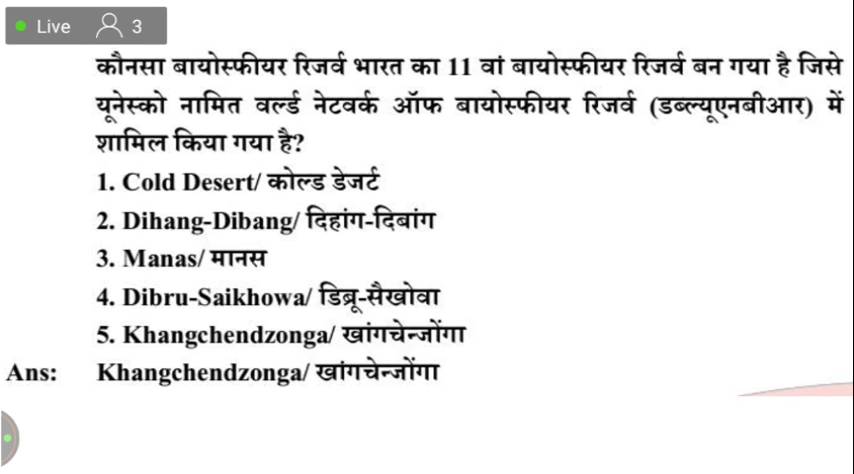 Live 3
कौनसा बायोस्फीयर रिजर्व भारत का 11 वां बायोस्फीयर रिजर्व बन गया है जिसे
यूनेस्को नामित वर्ल्ड नेटवर्क ऑफ बायोस्फीयर रिजर्व (डब्ल्यूएनबीआर) में
शामिल किया गया है?
1. Cold Desert/ कोल्ड डेजर्ट
2. Dihang-Dibang/ दिहांग-दिबांग
3. Manas/ मानस
4. Dibru-Saikhowa/ डिब्रू-सैखोवा
5. Khangchendzonga/ खांगचेन्जोंगा
Ans: Khangchendzonga/ खांगचेन्जोंगा